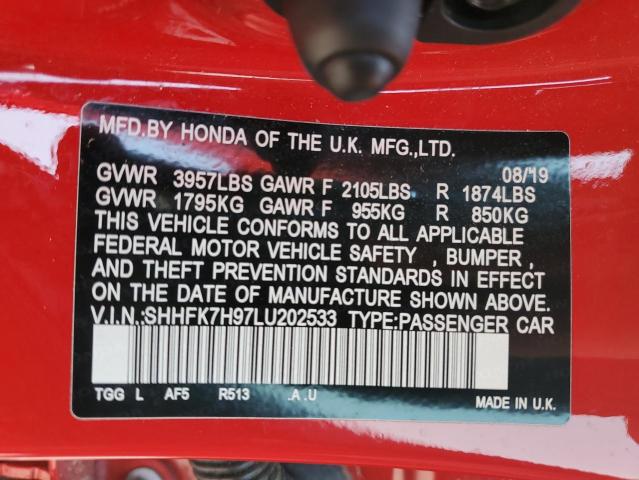 MFD.BY HONDA OF THE U.K. MFG.,LTD.
08/19
GVWR 3957LBS GAWR F 2105LBS R 1874LBS
GVWR 1795KG GAWR F 955KG R 850KG
THIS VEHICLE CONFORMS TO ALL APPLICABLE
FEDERAL MOTOR VEHICLE SAFETY , BUMPER ,
AND THEFT PREVENTION STANDARDS IN EFFECT
ON THE DATE OF MANUFACTURE SHOWN ABOVE.
V.I.N.:SHHFK7H97LU202533 TYPE:PASSENGER CAR
TGG L AF5 R513 .A .U
MADE IN U.K.